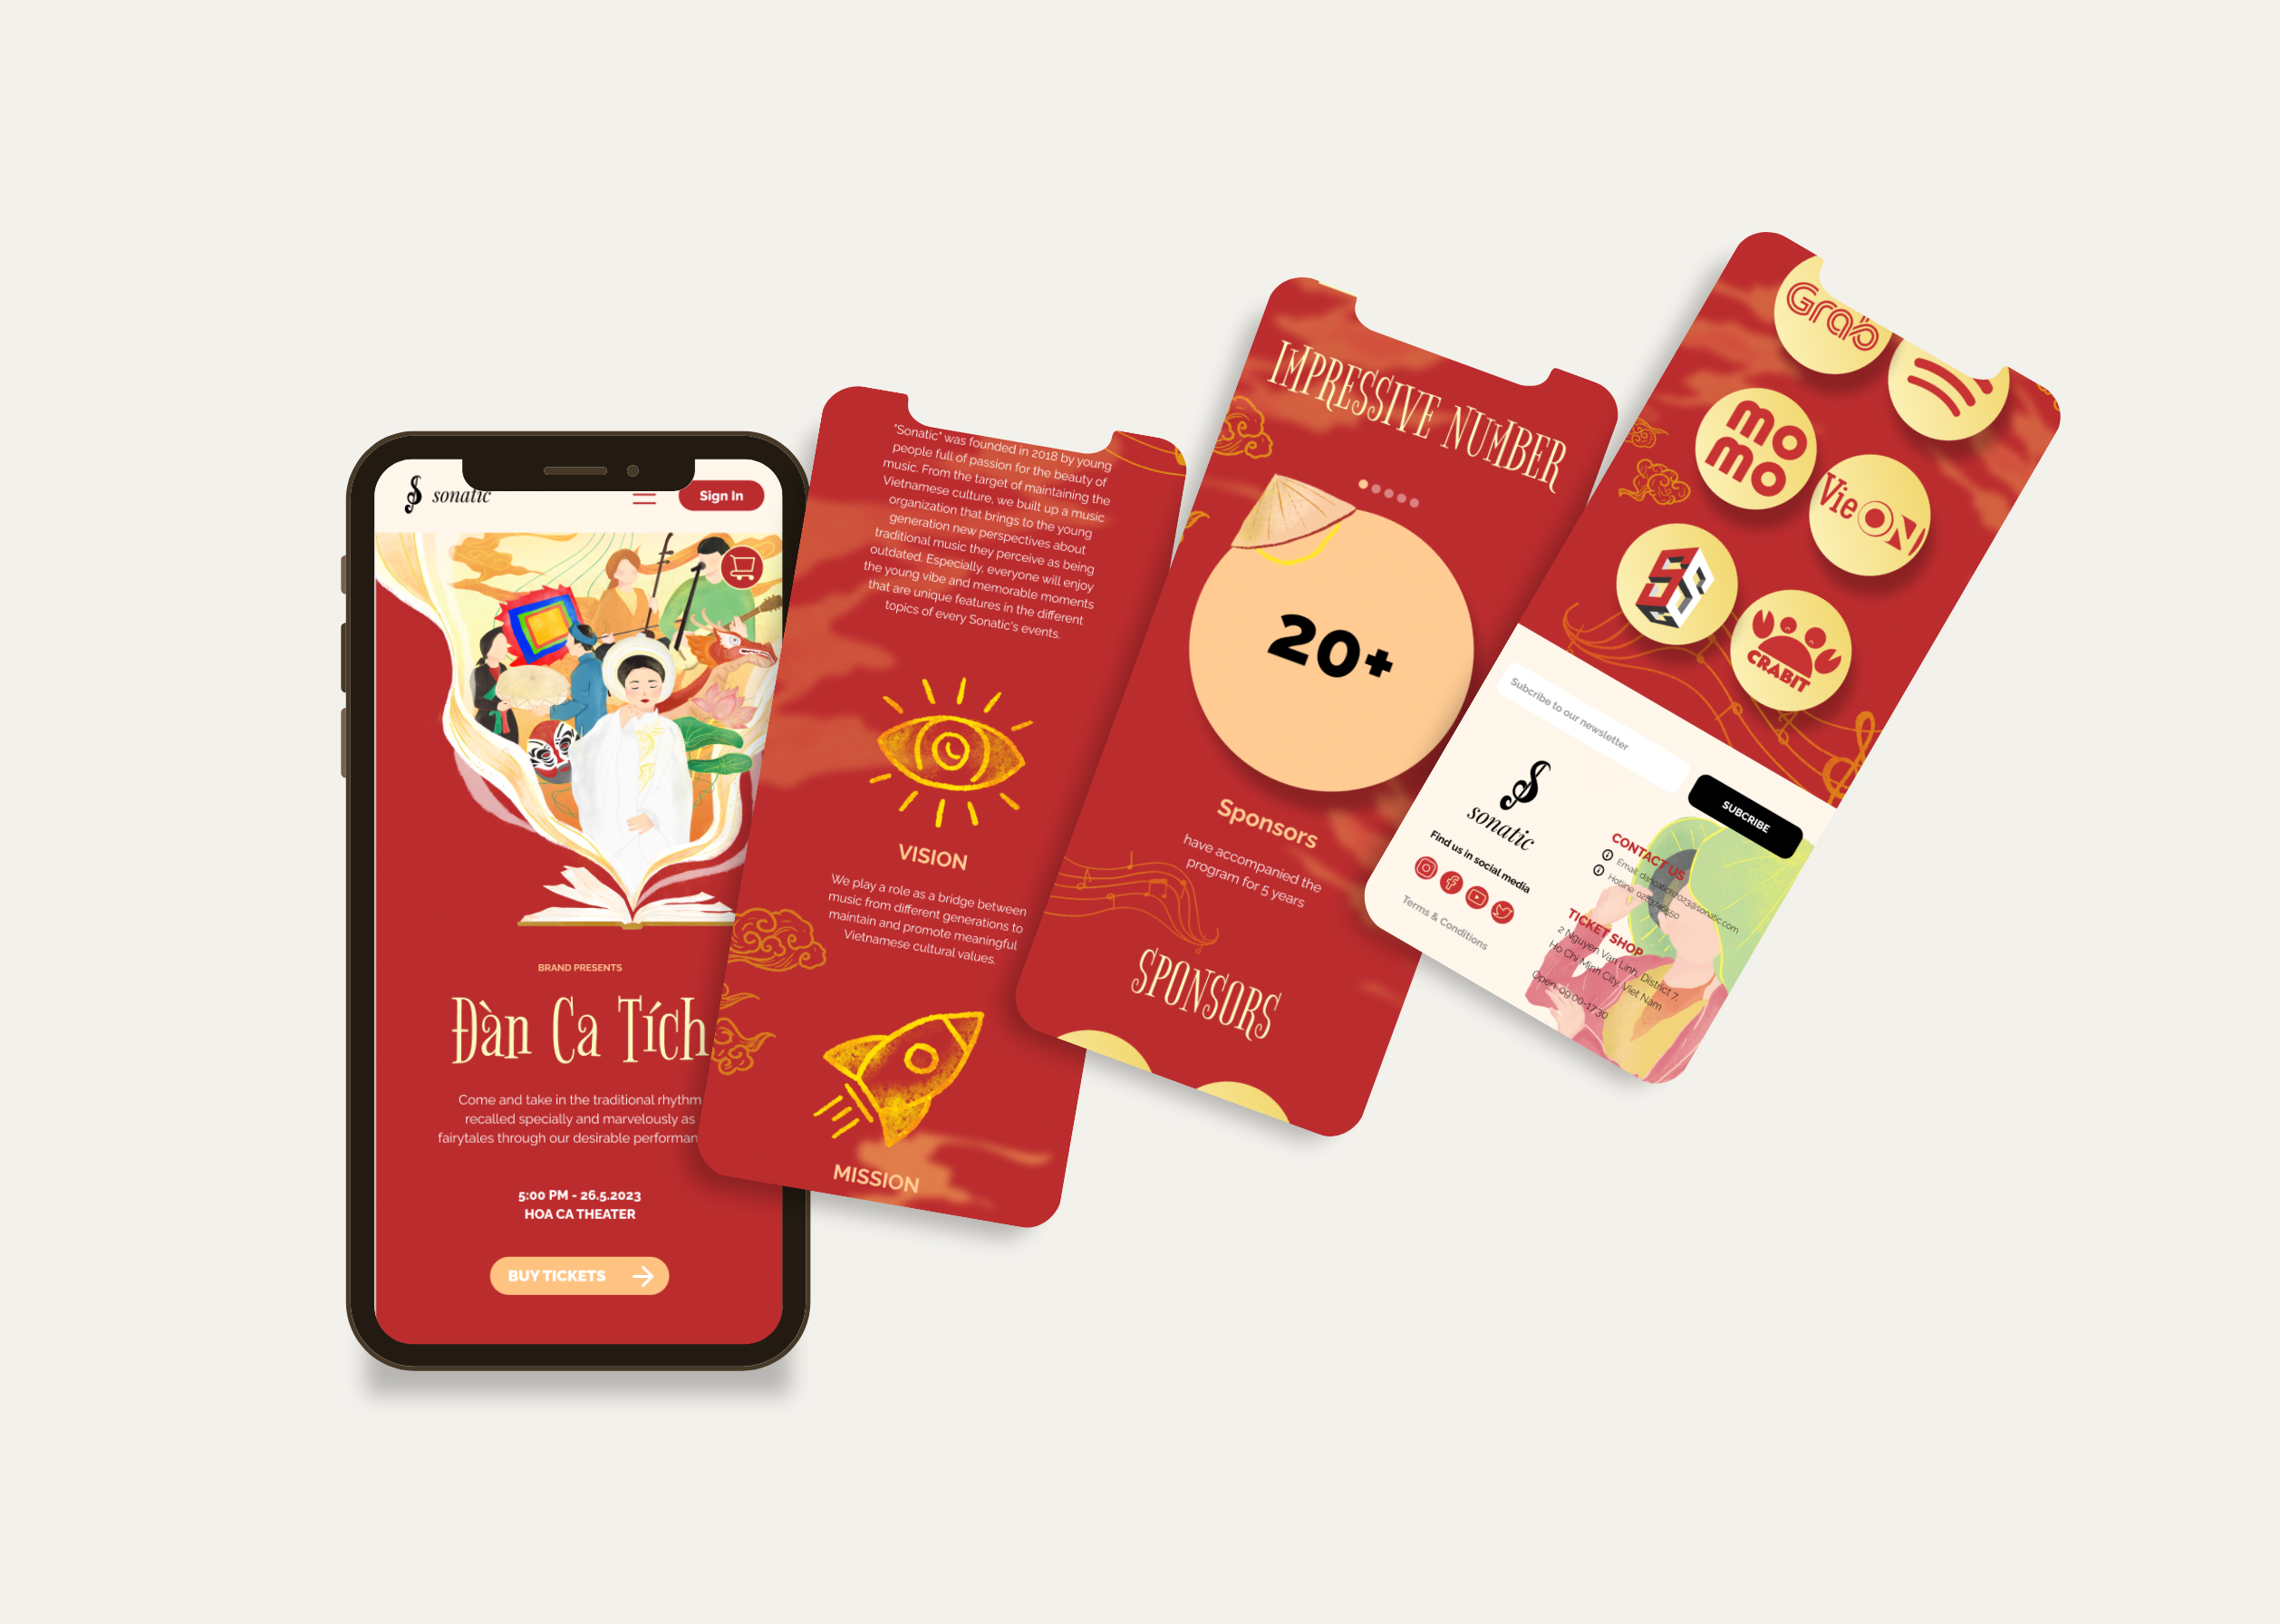 sonatic
Sign In
BRAND PRESENTS
Đàn Ca Tích
Come and take in the traditional rhythm
recalled specially and marvelously as
fairytales through our desirable
5:00 PM - 26.5.2023
HOA CA THEATER
BUY TICKETS
"Sonatic" was founded in 2018 by young
people full of passion for the beauty of
music. From the target of maintaining the
Vietnamese culture, we built up a music
organization that brings to the young
generation new perspectives about
traditional music they perceive as being
outdated. Especially, everyone will enjoy
the young vibe and memorable moments
that are unique features in the different
topics of every Sonatic's events.
VISION
We play a role as a bridge between
music from different generations to
maintain and promote meaningful
Vietnamese cultural values.
MISSION
IMPRESSIVE NUMBER
20+
Sponsors
have accompanied the
program for 5 years
SPONSORS
Grab
mo
mo
VieON
CRABIT
Subcribe to our newsletter
SUBCRIBE
sonatic
Find us in social media
Terms & Conditions
CONTACT US
Email:
Hotline:
TICKET SHOP
2 Nguyen Van Linh, District 7,
Ho Chi Minh City, Viet Nam
Open: 09:00-17:30